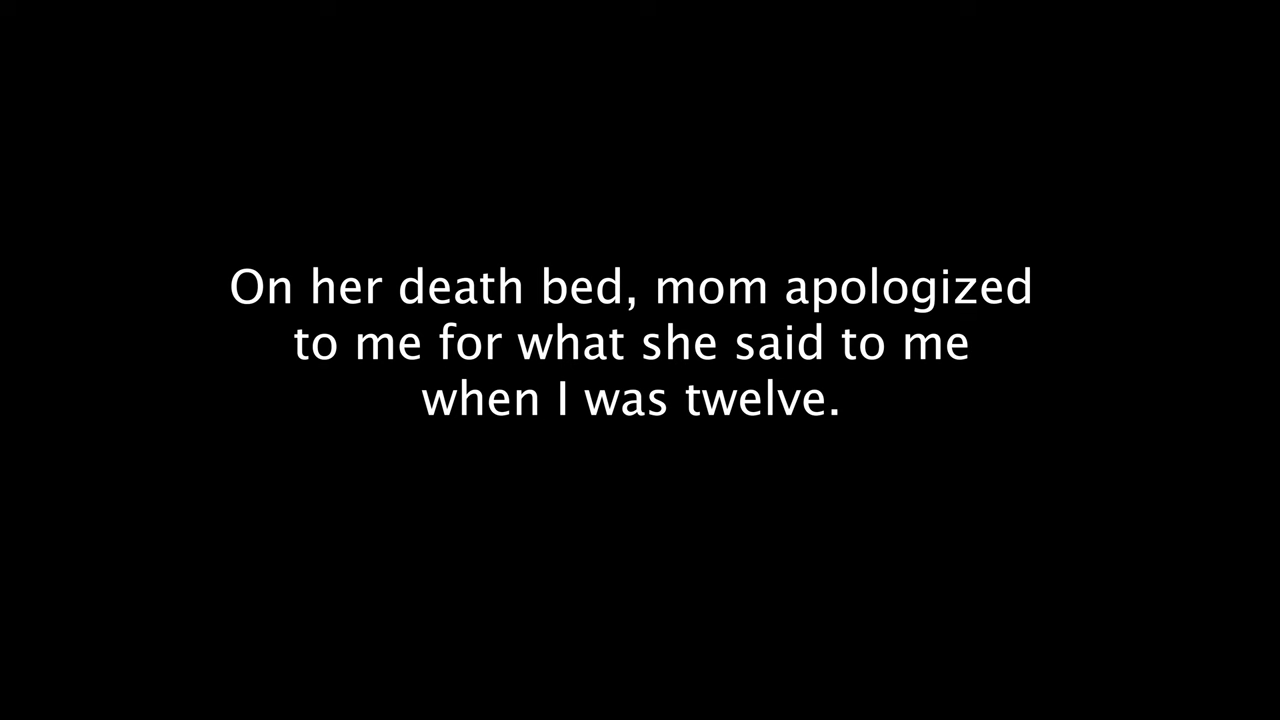 On her death bed, mom apologized
to me for what she said to me
when I was twelve.